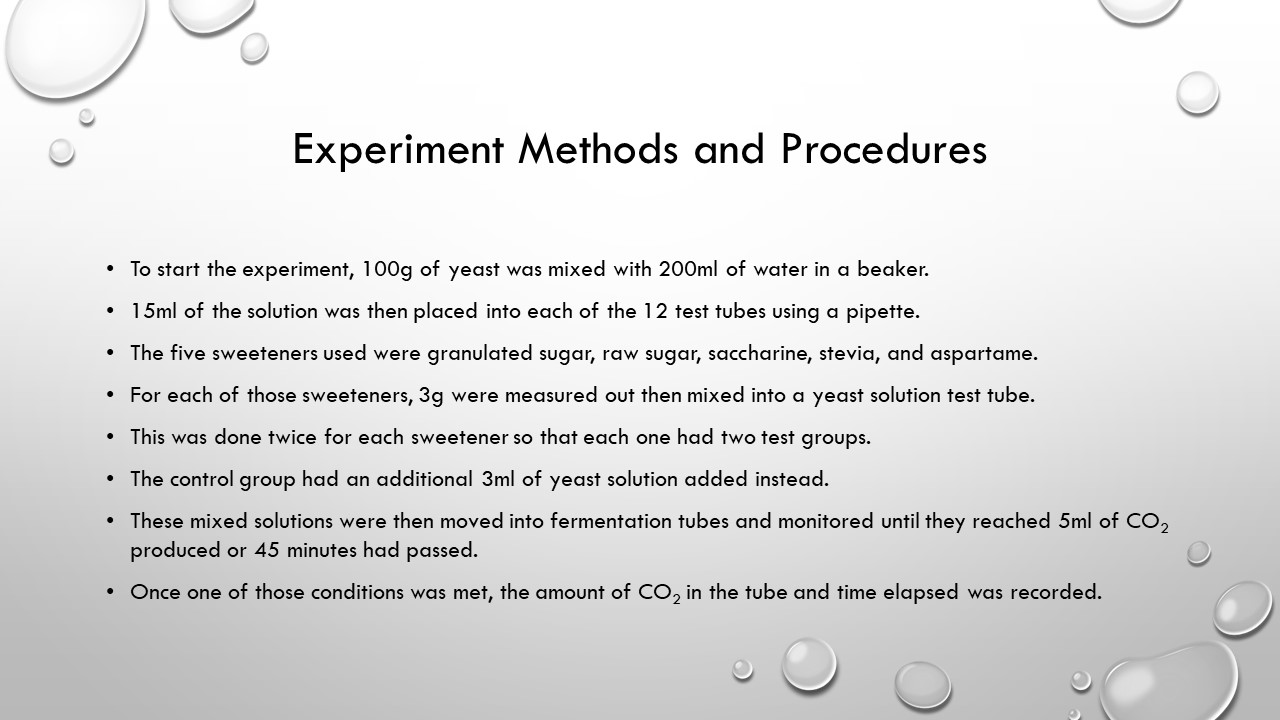 Experiment Methods and Procedures
• To start the experiment, 100g of yeast was mixed with 200ml of water in a beaker.
• 15ml of the solution was then placed into each of the 12 test tubes using a pipette.
• The five sweeteners used were granulated sugar, raw sugar, saccharine, stevia, and aspartame.
• For each of those sweeteners, 3g were measured out then mixed into a yeast solution test tube.
• This was done twice for each sweetener so that each one had two test groups.
• The control group had an additional 3ml of yeast solution added instead.
• These mixed solutions were then moved into fermentation tubes and monitored until they reached 5ml of CO₂
produced or 45 minutes had passed.
• Once one of those conditions was met, the amount of CO₂ in the tube and time elapsed was recorded.